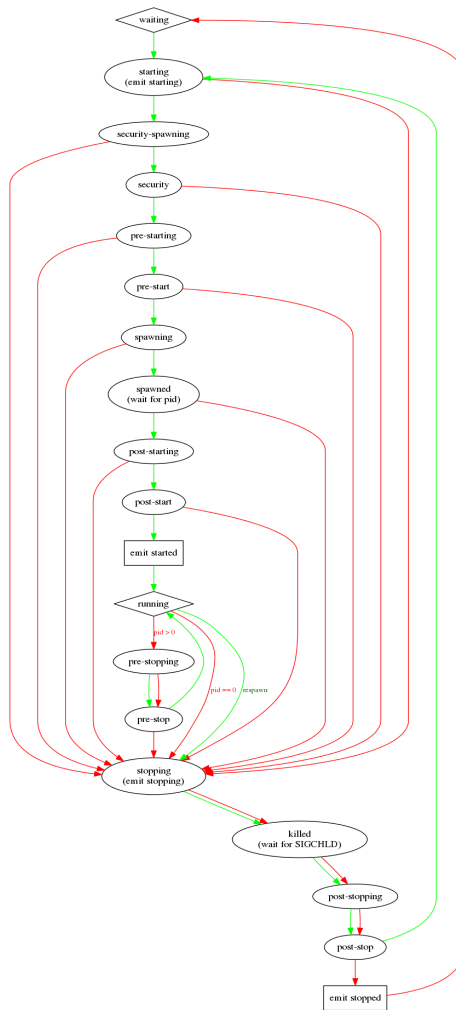 waiting
starting
(emit starting)
security-spawning
security
pre-starting
pre-start
spawning
spawned
(wait for pid)
post-starting
post-start
emit started
running
pid > 0
pre-stopping
pid == 0
respawn
pre-stop
stopping
(emit stopping)
killed
(wait for SIGCHLD)
post-stopping
post-stop
emit stopped